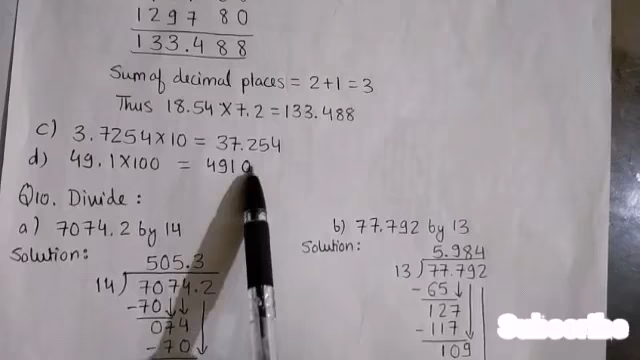 129780
133.488
Sum of decimal places = 2+1 = 3
Thus 18.54 × 7.2 = 133.488
c) 3.7254 × 10 = 37.254
d) 49.1 × 100 = 4910
Q10. Divide :
a) 7074.2 by 14
Solution:
505.3
14 ) 7074.2
-70
074
-70
b) 77.792 by 13
Solution:
5.984
13 ) 77.792
-65
127
-117
109
Subscribe